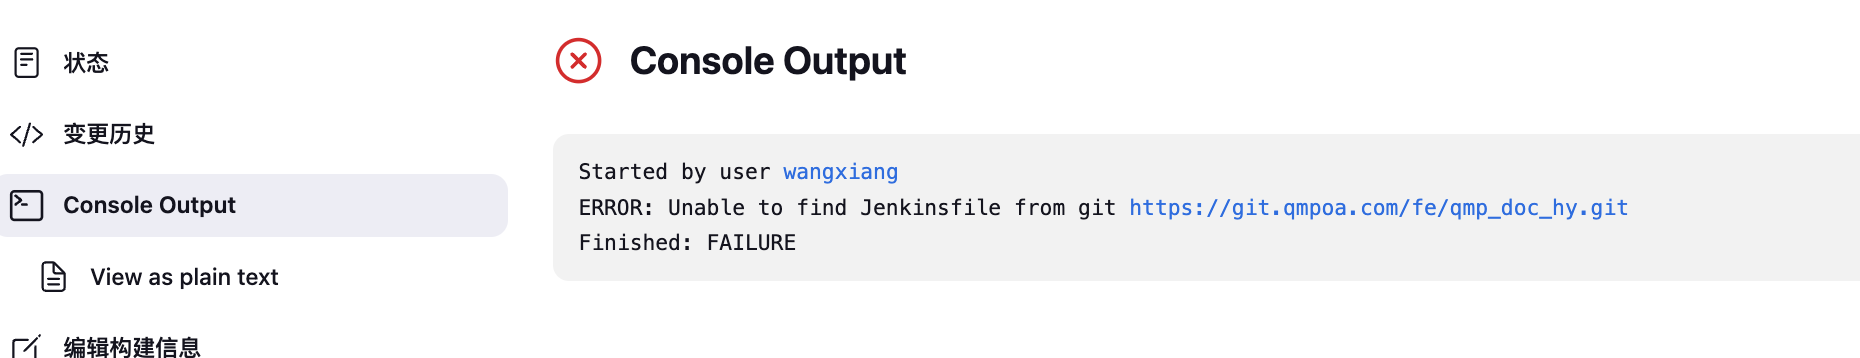 状态
变更历史
Console Output
View as plain text
编辑构建信息
Console Output
Started by user wangxiang
ERROR: Unable to find Jenkinsfile from git https://git.qmpoa.com/fe/qmp_doc_hy.git
Finished: FAILURE